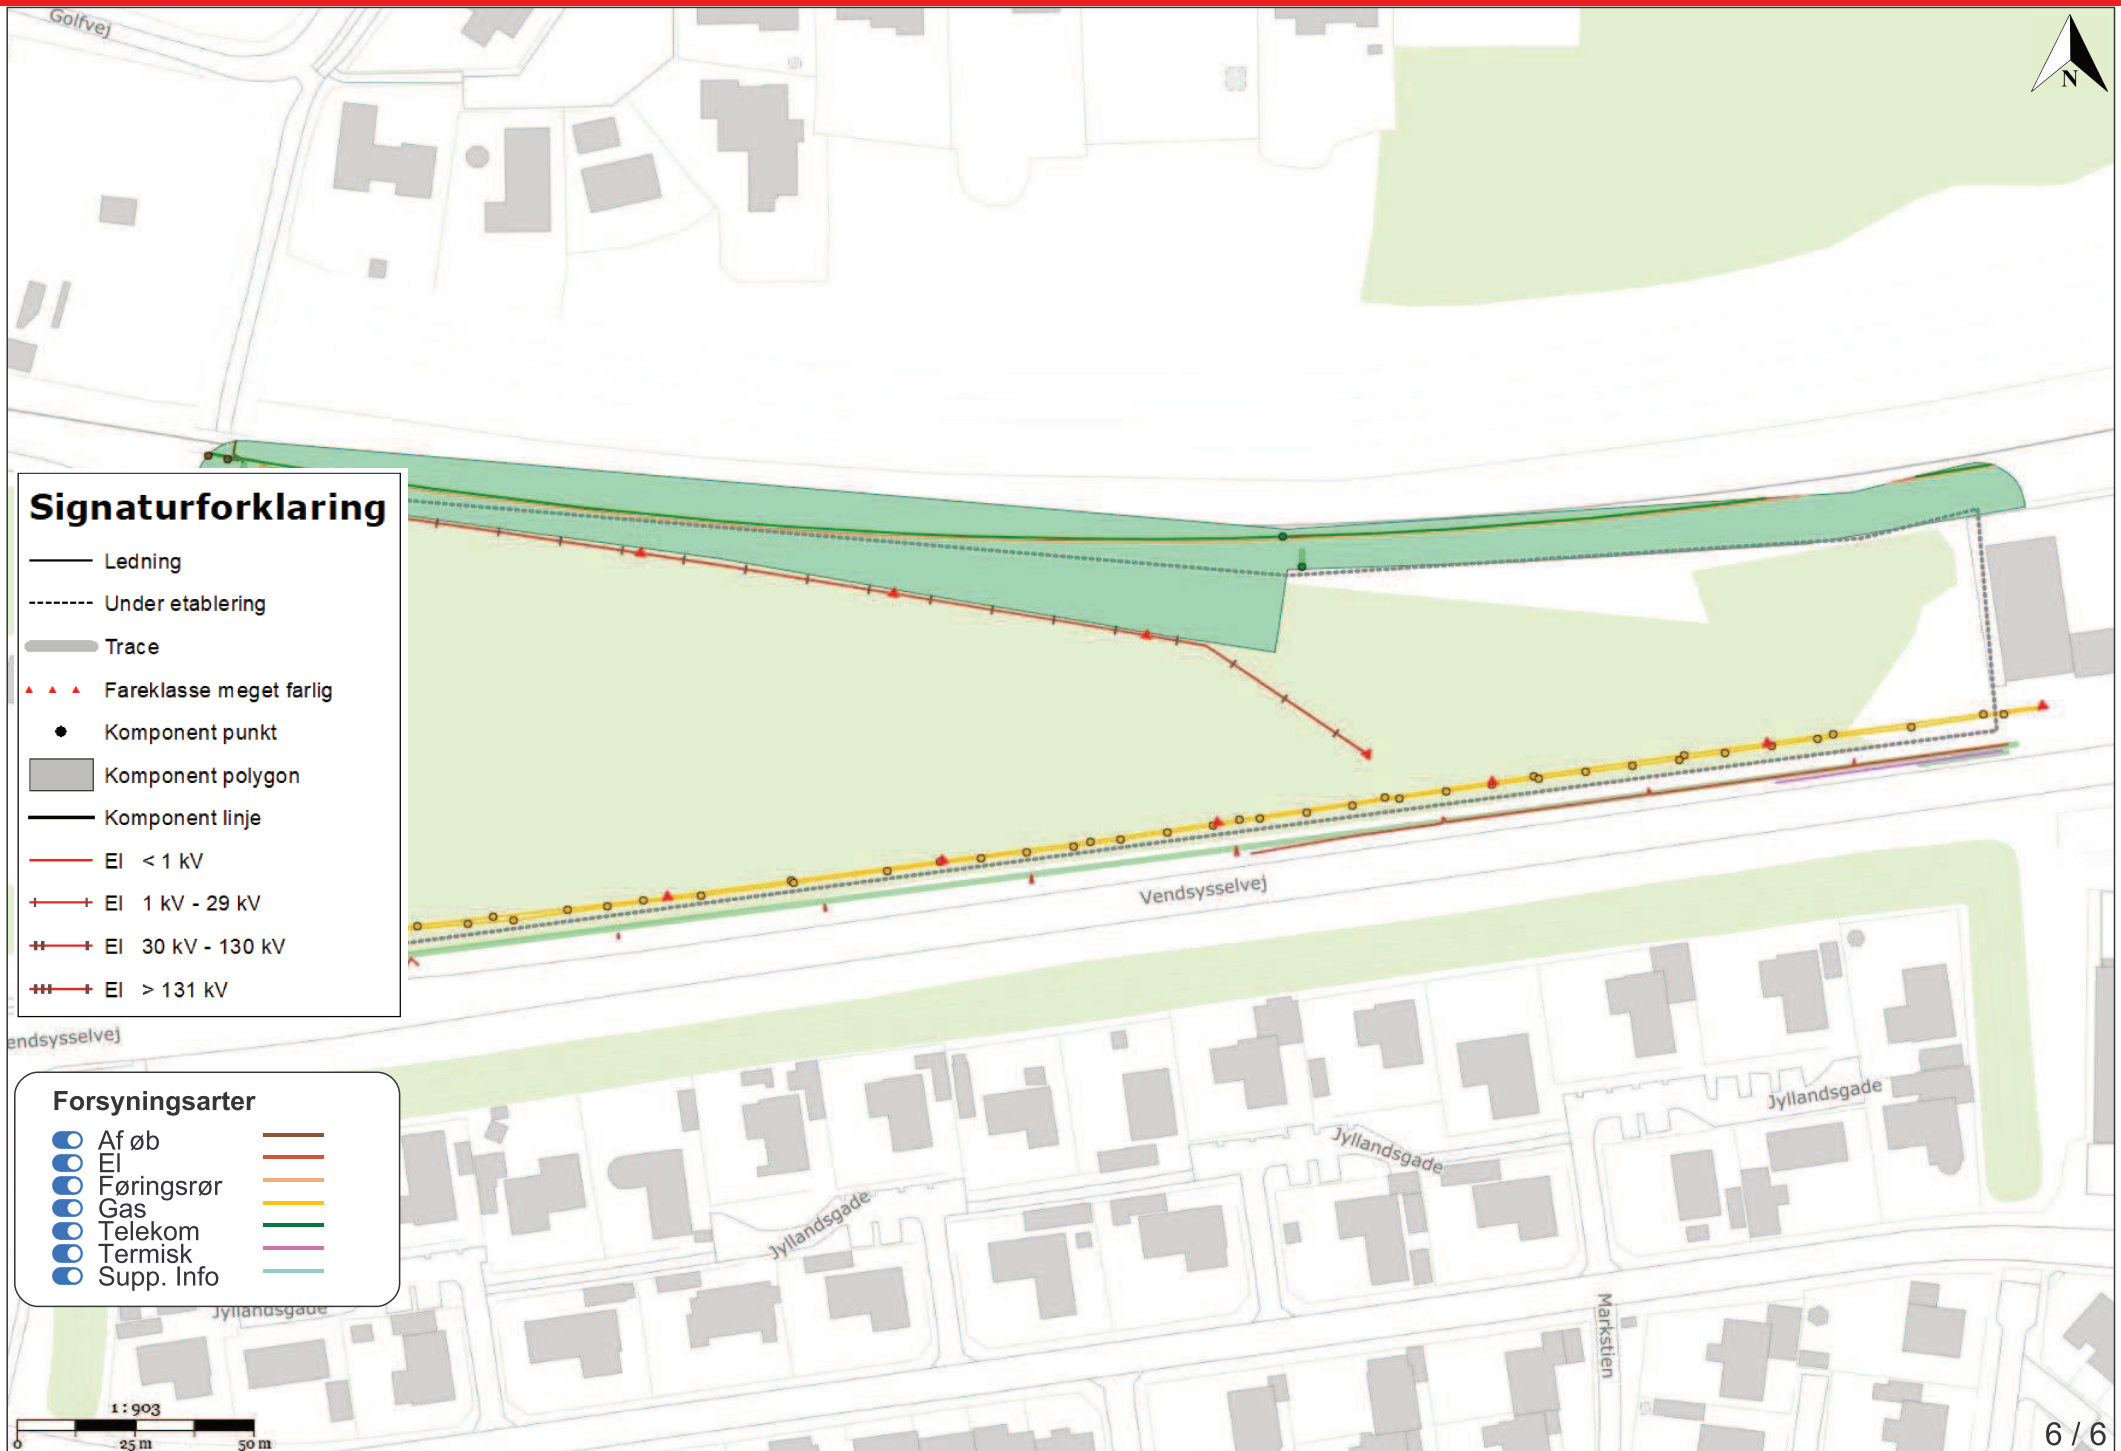 Golfvej
N
Signaturforklaring
Ledning
Under etablering
Trace
Fareklasse meget farlig
Komponent punkt
Komponent polygon
Komponent linje
El < 1 kV
El 1 kV - 29 kV
El 30 kV - 130 kV
El > 131 kV
Vendsysselvej
endsysselvej
Forsyningsarter
Af øb
El
Føringsrør
Gas
Telekom
Termisk
Supp. Info
Jyllandsgade
Jyllandsgade
Jyllandsgade
Jyllandsgade
Markstien
1:903
0 25 m 50 m
6 / 6